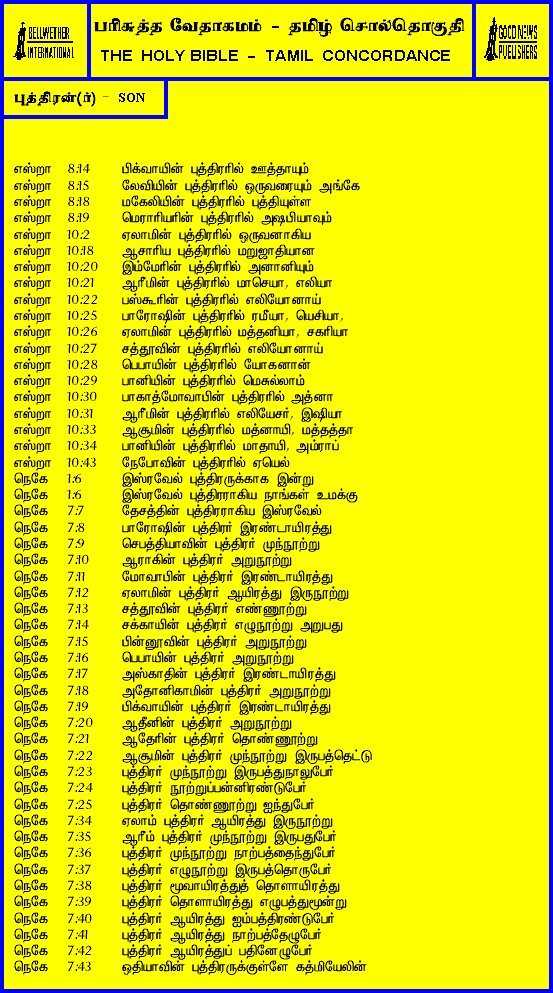 BELLWETHER
INTERNATIONAL
பரிசுத்த வேதாகமம் - தமிழ் சொல்தொகுதி
THE HOLY BIBLE - TAMIL CONCORDANCE
GOOD NEWS
PUBLISHERS
புத்திரன்(ர்) - SON
எஸ்றா 8:14 பிக்வாயின் புத்திரரில் ஊத்தாயும்
எஸ்றா 8:15 லேவியின் புத்திரரில் ஒருவரையும் அங்கே
எஸ்றா 8:18 மகேலியின் புத்திரரில் புத்தியுள்ள
எஸ்றா 8:19 மெராரியரின் புத்திரரில் அஷபியாவும்
எஸ்றா 10:2 ஏலாமின் புத்திரரில் ஒருவனாகிய
எஸ்றா 10:18 ஆசாரிய புத்திரரில் மறுஜாதியான
எஸ்றா 10:20 இம்மேரின் புத்திரரில் அனானியும்
எஸ்றா 10:21 ஆரீமின் புத்திரரில் மாசெயா, எலியா
எஸ்றா 10:22 பஸ்கூரின் புத்திரரில் எலியோனாய்
எஸ்றா 10:25 பாரோஷின் புத்திரரில் ரமீயா, யெசியா,
எஸ்றா 10:26 ஏலாமின் புத்திரரில் மத்தனியா, சகரியா
எஸ்றா 10:27 சத்தூவின் புத்திரரில் எலியோனாய்
எஸ்றா 10:28 பெபாயின் புத்திரரில் யோகனான்
எஸ்றா 10:29 பானியின் புத்திரரில் மெசுல்லாம்
எஸ்றா 10:30 பாகாத்மோவாபின் புத்திரரில் அத்னா
எஸ்றா 10:31 ஆரீமின் புத்திரரில் எலியேசர், இஷியா
எஸ்றா 10:33 ஆசூமின் புத்திரரில் மத்னாயி, மத்தத்தா
எஸ்றா 10:34 பானியின் புத்திரரில் மாதாயி, அம்ராப்
எஸ்றா 10:43 நேபோவின் புத்திரரில் ஏயெல்
நெகே 1:6 இஸ்ரவேல் புத்திரருக்காக இன்று
நெகே 1:6 இஸ்ரவேல் புத்திரராகிய நாங்கள் உமக்கு
நெகே 7:7 தேசத்தின் புத்திரராகிய இஸ்ரவேல்
நெகே 7:8 பாரோஷின் புத்திரர் இரண்டாயிரத்து
நெகே 7:9 செபத்தியாவின் புத்திரர் முந்நூற்று
நெகே 7:10 ஆராகின் புத்திரர் அறுநூற்று
நெகே 7:11 மோவாபின் புத்திரர் இரண்டாயிரத்து
நெகே 7:12 ஏலாமின் புத்திரர் ஆயிரத்து இருநூற்று
நெகே 7:13 சத்தூவின் புத்திரர் எண்ணூற்று
நெகே 7:14 சக்காயின் புத்திரர் எழுநூற்று அறுபது
நெகே 7:15 பின்னூவின் புத்திரர் அறுநூற்று
நெகே 7:16 பெபாயின் புத்திரர் அறுநூற்று
நெகே 7:17 அஸ்காதின் புத்திரர் இரண்டாயிரத்து
நெகே 7:18 அதோனிகாமின் புத்திரர் அறுநூற்று
நெகே 7:19 பிக்வாயின் புத்திரர் இரண்டாயிரத்து
நெகே 7:20 ஆதீனின் புத்திரர் அறுநூற்று
நெகே 7:21 ஆதேரின் புத்திரர் தொண்ணூற்று
நெகே 7:22 ஆசூமின் புத்திரர் முந்நூற்று இருபத்தெட்டு
நெகே 7:23 புத்திரர் முந்நூற்று இருபத்துநாலுபேர்
நெகே 7:24 புத்திரர் நூற்றுப்பன்னிரண்டுபேர்
நெகே 7:25 புத்திரர் தொண்ணூற்று ஐந்துபேர்
நெகே 7:34 ஏலாம் புத்திரர் ஆயிரத்து இருநூற்று
நெகே 7:35 ஆரீம் புத்திரர் முந்நூற்று இருபதுபேர்
நெகே 7:36 புத்திரர் முந்நூற்று நாற்பத்தைந்துபேர்
நெகே 7:37 புத்திரர் எழுநூற்று இருபத்தொருபேர்
நெகே 7:38 புத்திரர் மூவாயிரத்துத் தொளாயிரத்து
நெகே 7:39 புத்திரர் தொளாயிரத்து எழுபத்துமூன்று
நெகே 7:40 புத்திரர் ஆயிரத்து ஐம்பத்திரண்டுபேர்
நெகே 7:41 புத்திரர் ஆயிரத்து நாற்பத்தேழுபேர்
நெகே 7:42 புத்திரர் ஆயிரத்துப் பதினேழுபேர்
நெகே 7:43 ஒதியாவின் புத்திரருக்குள்ளே கத்மியேலின்